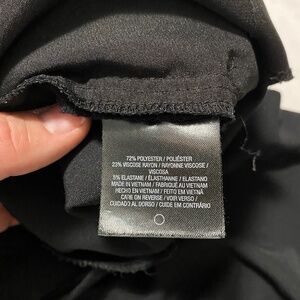 72% POLYESTER / POLIÉSTER
23% VISCOSE RAYON / RAYONNE VISCOSE /
VISCOSA
5% ELASTANE / ÉLASTHANNE / ELASTANO
MADE IN VIETNAM / FABRIQUÉ AU VIETNAM
HECHO EN VIETNAM / FEITO EM VIETNÃ
CARE ON REVERSE / VOIR VERSO /
CUIDADO AL DORSO / CUIDE EM CONTRÁRIO